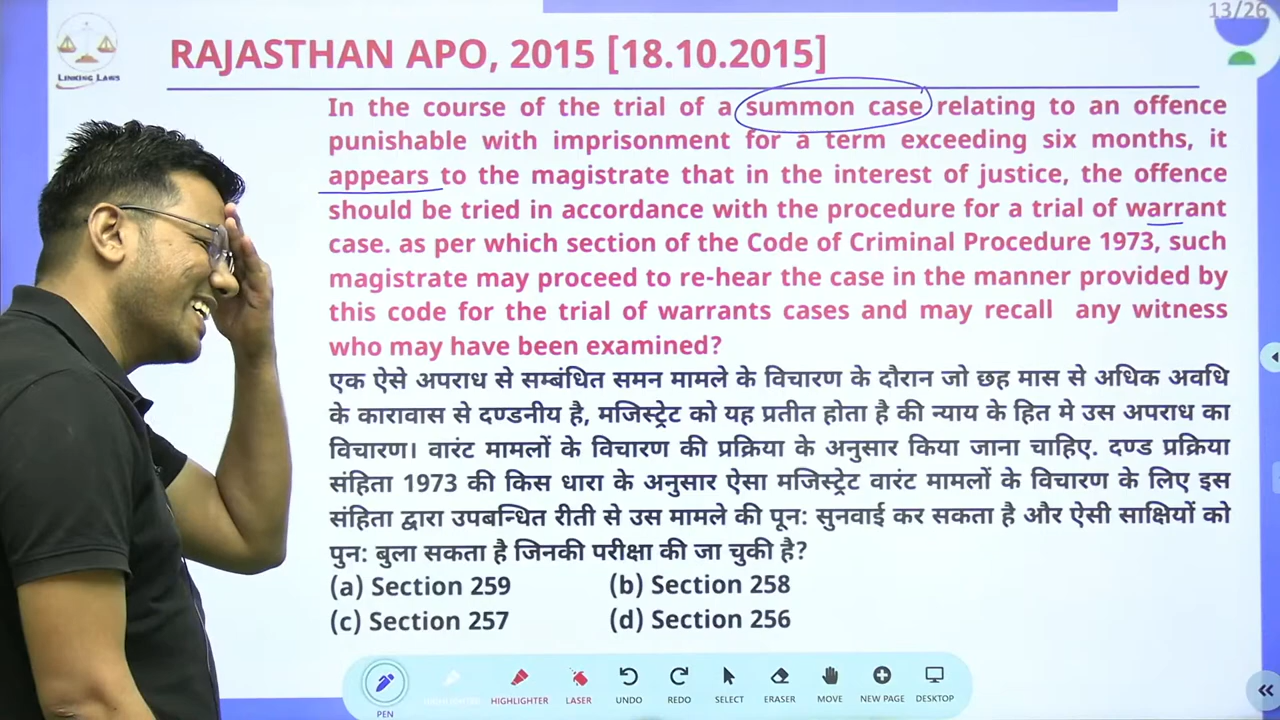 13/26
LINKING LAWS
RAJASTHAN APO, 2015 [18.10.2015]
In the course of the trial of a summon case relating to an offence
punishable with imprisonment for a term exceeding six months, it
appears to the magistrate that in the interest of justice, the offence
should be tried in accordance with the procedure for a trial of warrant
case. as per which section of the Code of Criminal Procedure 1973, such
magistrate may proceed to re-hear the case in the manner provided by
this code for the trial of warrants cases and may recall any witness
who may have been examined?
एक ऐसे अपराध से सम्बंधित समन मामले के विचारण के दौरान जो छह मास से अधिक अवधि
के कारावास से दण्डनीय है, मजिस्ट्रेट को यह प्रतीत होता है की न्याय के हित मे उस अपराध का
विचारण। वारंट मामलों के विचारण की प्रक्रिया के अनुसार किया जाना चाहिए. दण्ड प्रक्रिया
संहिता 1973 की किस धारा के अनुसार ऐसा मजिस्ट्रेट वारंट मामलों के विचारण के लिए इस
संहिता द्वारा उपबन्धित रीती से उस मामले की पून: सुनवाई कर सकता है और ऐसी साक्षियों को
पुन: बुला सकता है जिनकी परीक्षा की जा चुकी है?
(a) Section 259 (b) Section 258
(c) Section 257 (d) Section 256
PEN HIGHLIGHTER HIGHLIGHTER LASER UNDO REDO SELECT ERASER MOVE NEW PAGE DESKTOP